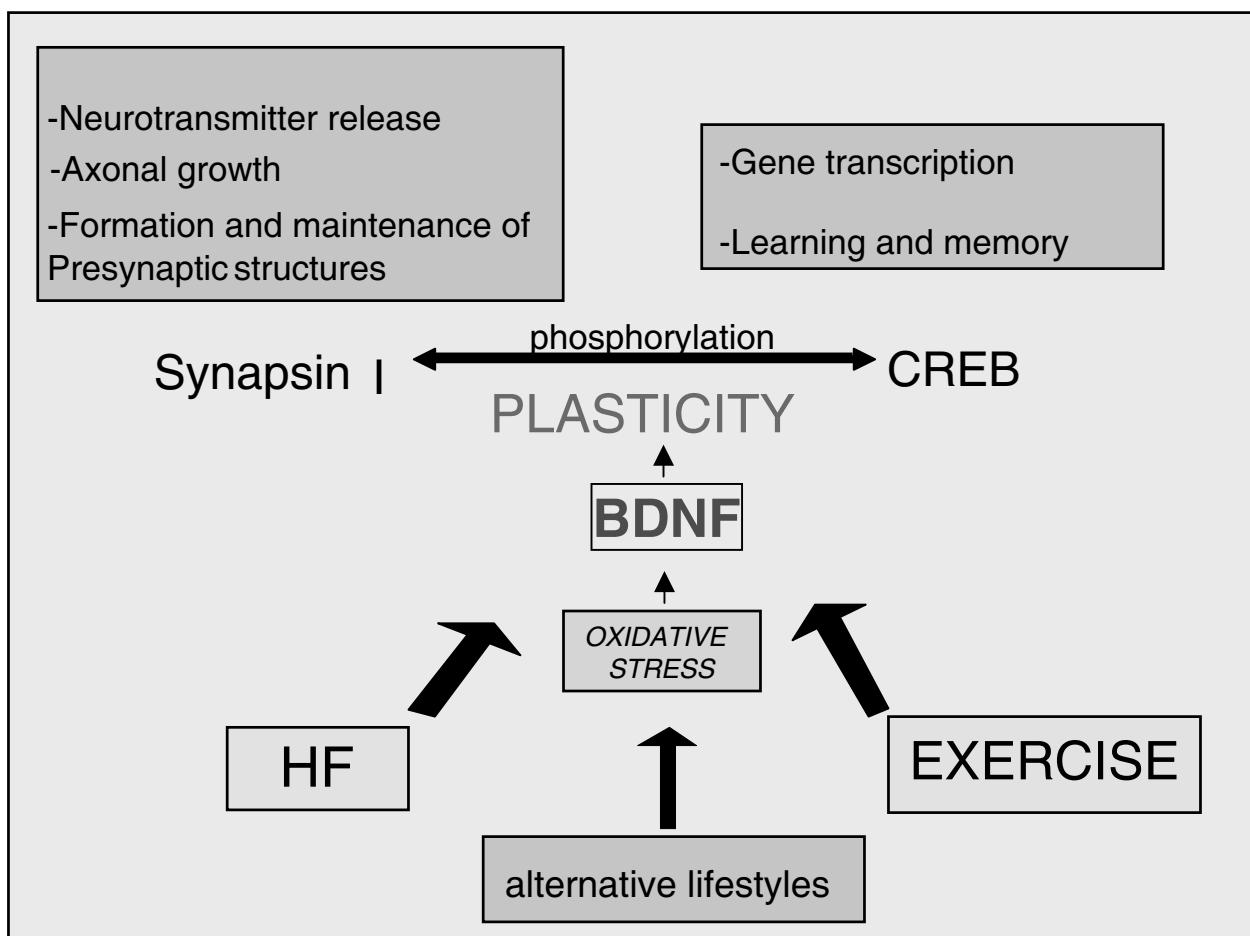 -Neurotransmitter release
-Axonal growth
-Formation and maintenance of
Presynaptic structures
-Gene transcription
-Learning and memory
phosphorylation
Synapsin I
CREB
PLASTICITY
BDNF
OXIDATIVE
STRESS
HF
EXERCISE
alternative lifestyles